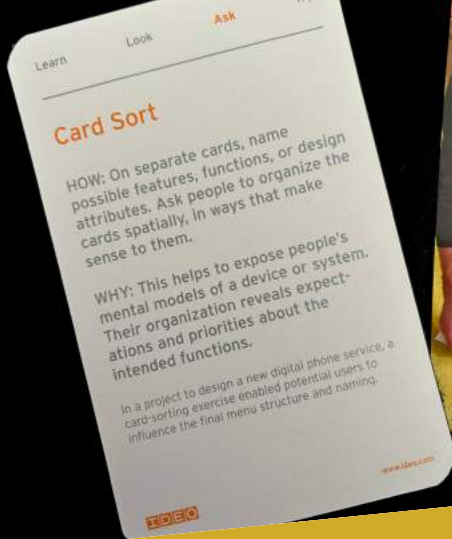 Learn Look Ask
Card Sort
HOW: On separate cards, name
possible features, functions, or design
attributes. Ask people to organize the
cards spatially, in ways that make
sense to them.
WHY: This helps to expose people's
mental models of a device or system.
Their organization reveals expect-
ations and priorities about the
intended functions.
In a project to design a new digital phone service, a
card-sorting exercise enabled potential users to
influence the final menu structure and naming.
www.ideo.com
IDEO